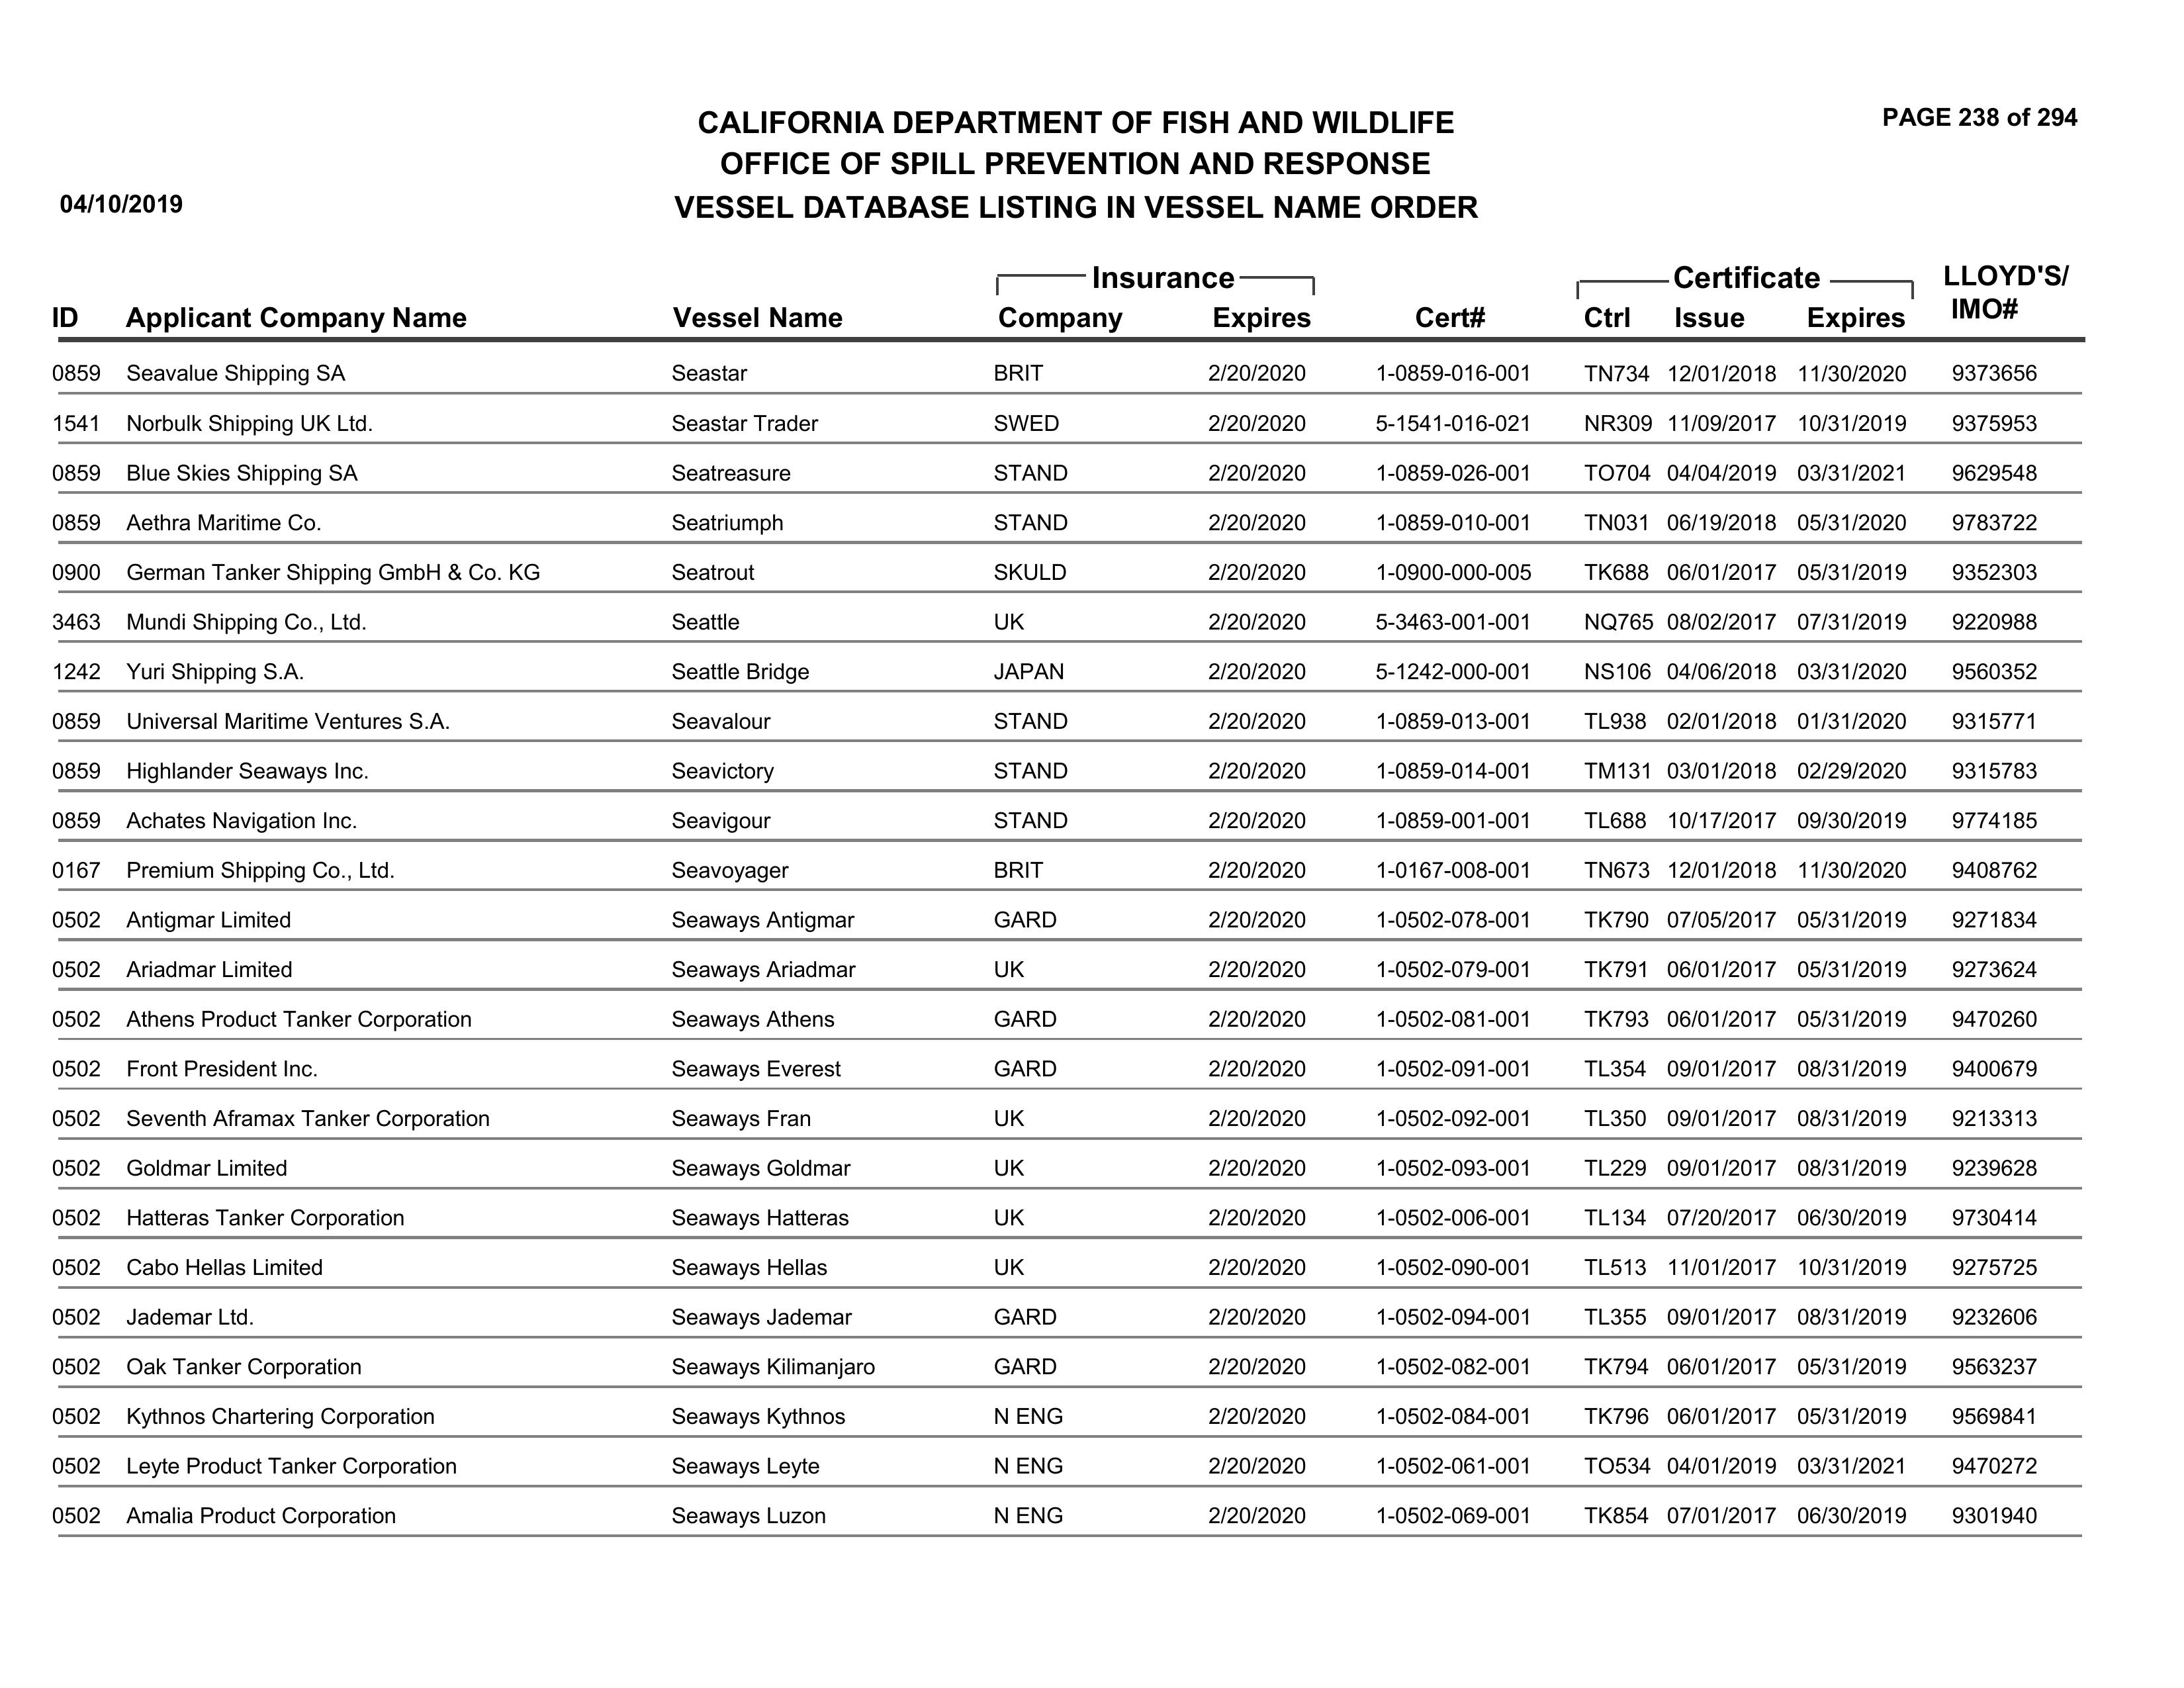 PAGE 238 of 294
CALIFORNIA DEPARTMENT OF FISH AND WILDLIFE
OFFICE OF SPILL PREVENTION AND RESPONSE
04/10/2019
VESSEL DATABASE LISTING IN VESSEL NAME ORDER
Insurance Certificate LLOYD'S/
ID Applicant Company Name Vessel Name Company Expires Cert# Ctrl Issue Expires IMO#
0859 Seavalue Shipping SA Seastar BRIT 2/20/2020 1-0859-016-001 TN734 12/01/2018 11/30/2020 9373656
1541 Norbulk Shipping UK Ltd. Seastar Trader SWED 2/20/2020 5-1541-016-021 NR309 11/09/2017 10/31/2019 9375953
0859 Blue Skies Shipping SA Seatreasure STAND 2/20/2020 1-0859-026-001 TO704 04/04/2019 03/31/2021 9629548
0859 Aethra Maritime Co. Seatriumph STAND 2/20/2020 1-0859-010-001 TN031 06/19/2018 05/31/2020 9783722
0900 German Tanker Shipping GmbH & Co. KG Seatrout SKULD 2/20/2020 1-0900-000-005 TK688 06/01/2017 05/31/2019 9352303
3463 Mundi Shipping Co., Ltd. Seattle UK 2/20/2020 5-3463-001-001 NQ765 08/02/2017 07/31/2019 9220988
1242 Yuri Shipping S.A. Seattle Bridge JAPAN 2/20/2020 5-1242-000-001 NS106 04/06/2018 03/31/2020 9560352
0859 Universal Maritime Ventures S.A. Seavalour STAND 2/20/2020 1-0859-013-001 TL938 02/01/2018 01/31/2020 9315771
0859 Highlander Seaways Inc. Seavictory STAND 2/20/2020 1-0859-014-001 TM131 03/01/2018 02/29/2020 9315783
0859 Achates Navigation Inc. Seavigour STAND 2/20/2020 1-0859-001-001 TL688 10/17/2017 09/30/2019 9774185
0167 Premium Shipping Co., Ltd. Seavoyager BRIT 2/20/2020 1-0167-008-001 TN673 12/01/2018 11/30/2020 9408762
0502 Antigmar Limited Seaways Antigmar GARD 2/20/2020 1-0502-078-001 TK790 07/05/2017 05/31/2019 9271834
0502 Ariadmar Limited Seaways Ariadmar UK 2/20/2020 1-0502-079-001 TK791 06/01/2017 05/31/2019 9273624
0502 Athens Product Tanker Corporation Seaways Athens GARD 2/20/2020 1-0502-081-001 TK793 06/01/2017 05/31/2019 9470260
0502 Front President Inc. Seaways Everest GARD 2/20/2020 1-0502-091-001 TL354 09/01/2017 08/31/2019 9400679
0502 Seventh Aframax Tanker Corporation Seaways Fran UK 2/20/2020 1-0502-092-001 TL350 09/01/2017 08/31/2019 9213313
0502 Goldmar Limited Seaways Goldmar UK 2/20/2020 1-0502-093-001 TL229 09/01/2017 08/31/2019 9239628
0502 Hatteras Tanker Corporation Seaways Hatteras UK 2/20/2020 1-0502-006-001 TL134 07/20/2017 06/30/2019 9730414
0502 Cabo Hellas Limited Seaways Hellas UK 2/20/2020 1-0502-090-001 TL513 11/01/2017 10/31/2019 9275725
0502 Jademar Ltd. Seaways Jademar GARD 2/20/2020 1-0502-094-001 TL355 09/01/2017 08/31/2019 9232606
0502 Oak Tanker Corporation Seaways Kilimanjaro GARD 2/20/2020 1-0502-082-001 TK794 06/01/2017 05/31/2019 9563237
0502 Kythnos Chartering Corporation Seaways Kythnos N ENG 2/20/2020 1-0502-084-001 TK796 06/01/2017 05/31/2019 9569841
0502 Leyte Product Tanker Corporation Seaways Leyte N ENG 2/20/2020 1-0502-061-001 TO534 04/01/2019 03/31/2021 9470272
0502 Amalia Product Corporation Seaways Luzon N ENG 2/20/2020 1-0502-069-001 TK854 07/01/2017 06/30/2019 9301940